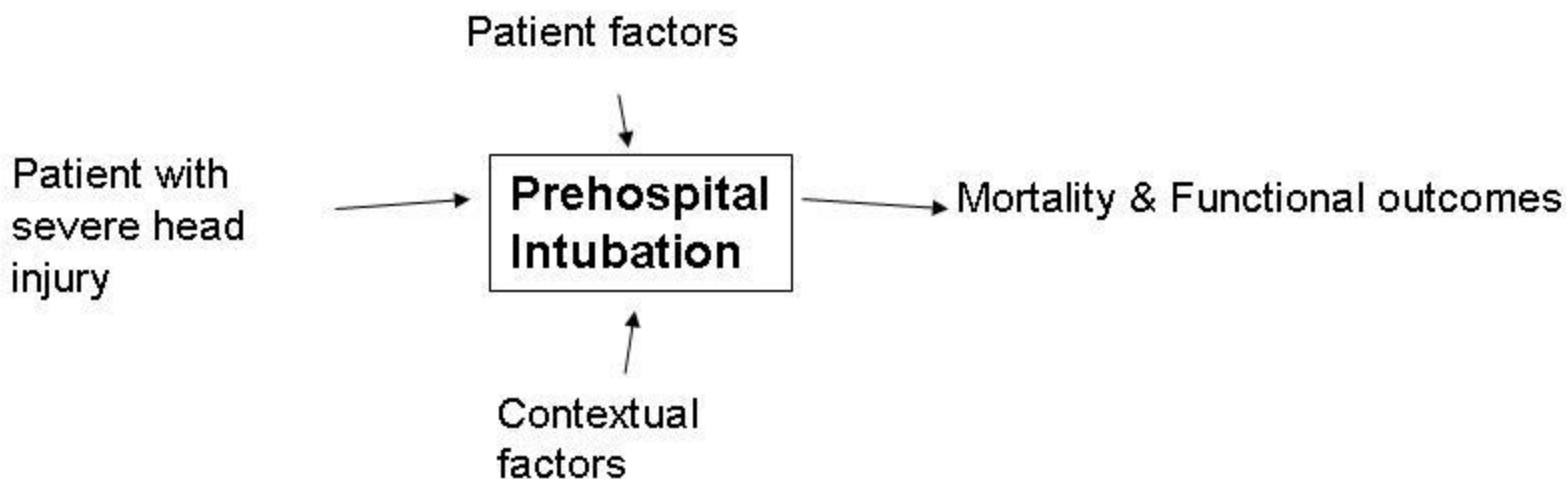 Patient factors
Patient with
severe head
injury
Prehospital
Intubation
Mortality & Functional outcomes
Contextual
factors